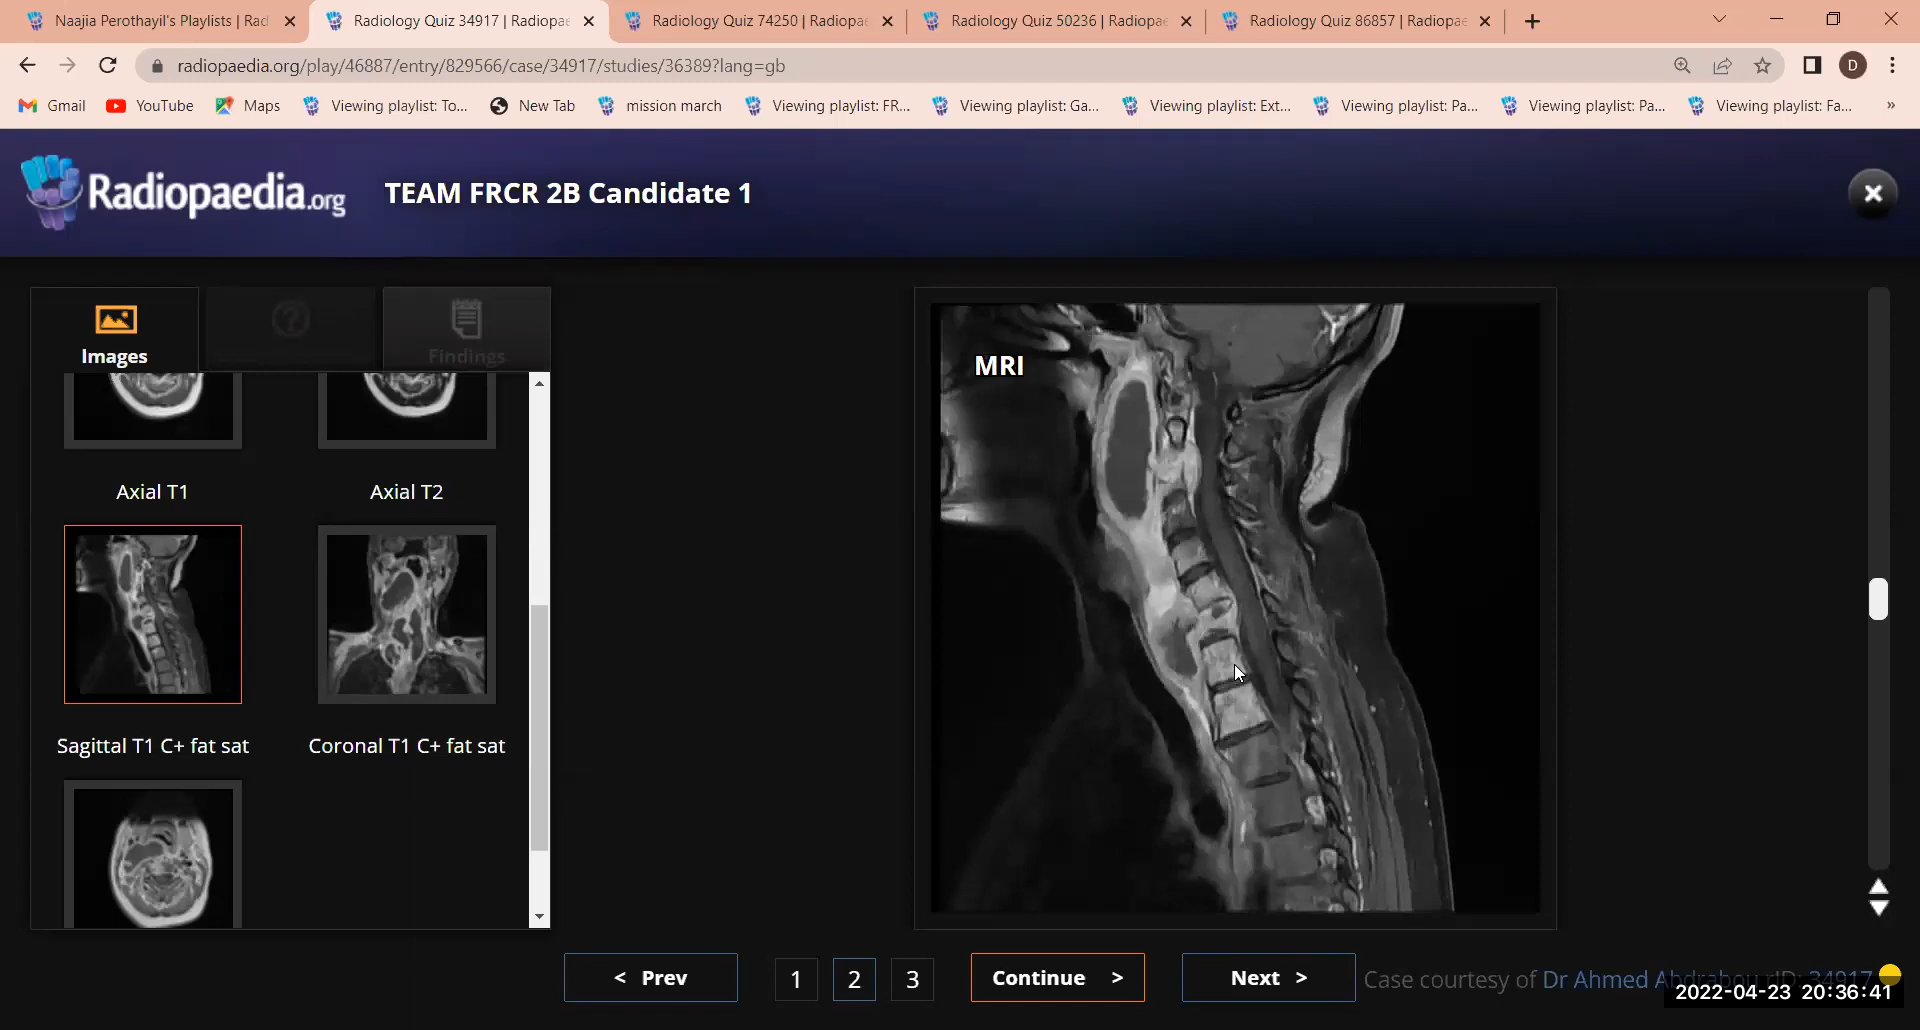 Naajia Perothayil's Playlists | Rad
Radiology Quiz 34917 | Radiopae
Radiology Quiz 74250 | Radiopae
Radiology Quiz 50236 | Radiopae
Radiology Quiz 86857 | Radiopae
radiopaedia.org/play/46887/entry/829566/case/34917/studies/36389?lang=gb
D
Gmail
YouTube
Maps
Viewing playlist: To...
New Tab
mission march
Viewing playlist: FR...
Viewing playlist: Ga...
Viewing playlist: Ext...
Viewing playlist: Pa...
Viewing playlist: Pa...
Viewing playlist: Fa...
»
Radiopaedia.org
TEAM FRCR 2B Candidate 1
Images
Findings
MRI
Axial T1
Axial T2
Sagittal T1 C+ fat sat
Coronal T1 C+ fat sat
< Prev
1
2
3
Continue >
Next >
Case courtesy of Dr Ahmed Abdrabou rID: 34917
2022-04-23 20:36:41